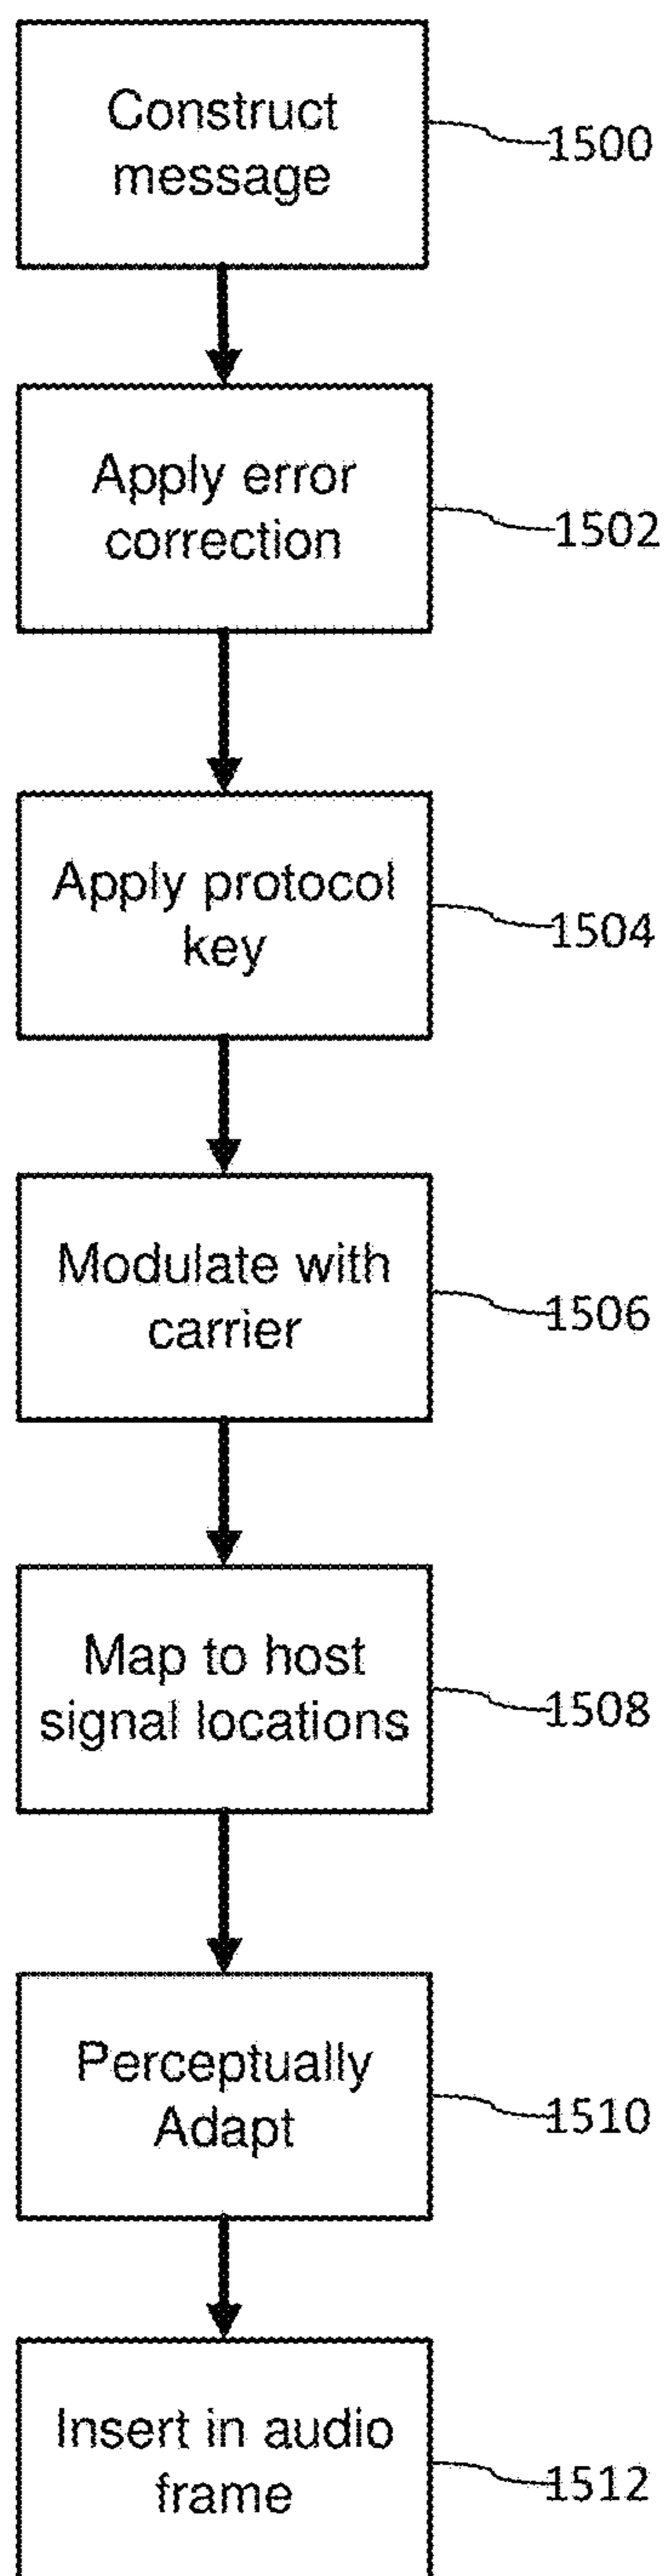 Construct
message
1500
Apply error
correction
1502
Apply protocol
key
1504
Modulate with
carrier
1506
Map to host
signal locations
1508
Perceptually
Adapt
1510
Insert in audio
frame
1512